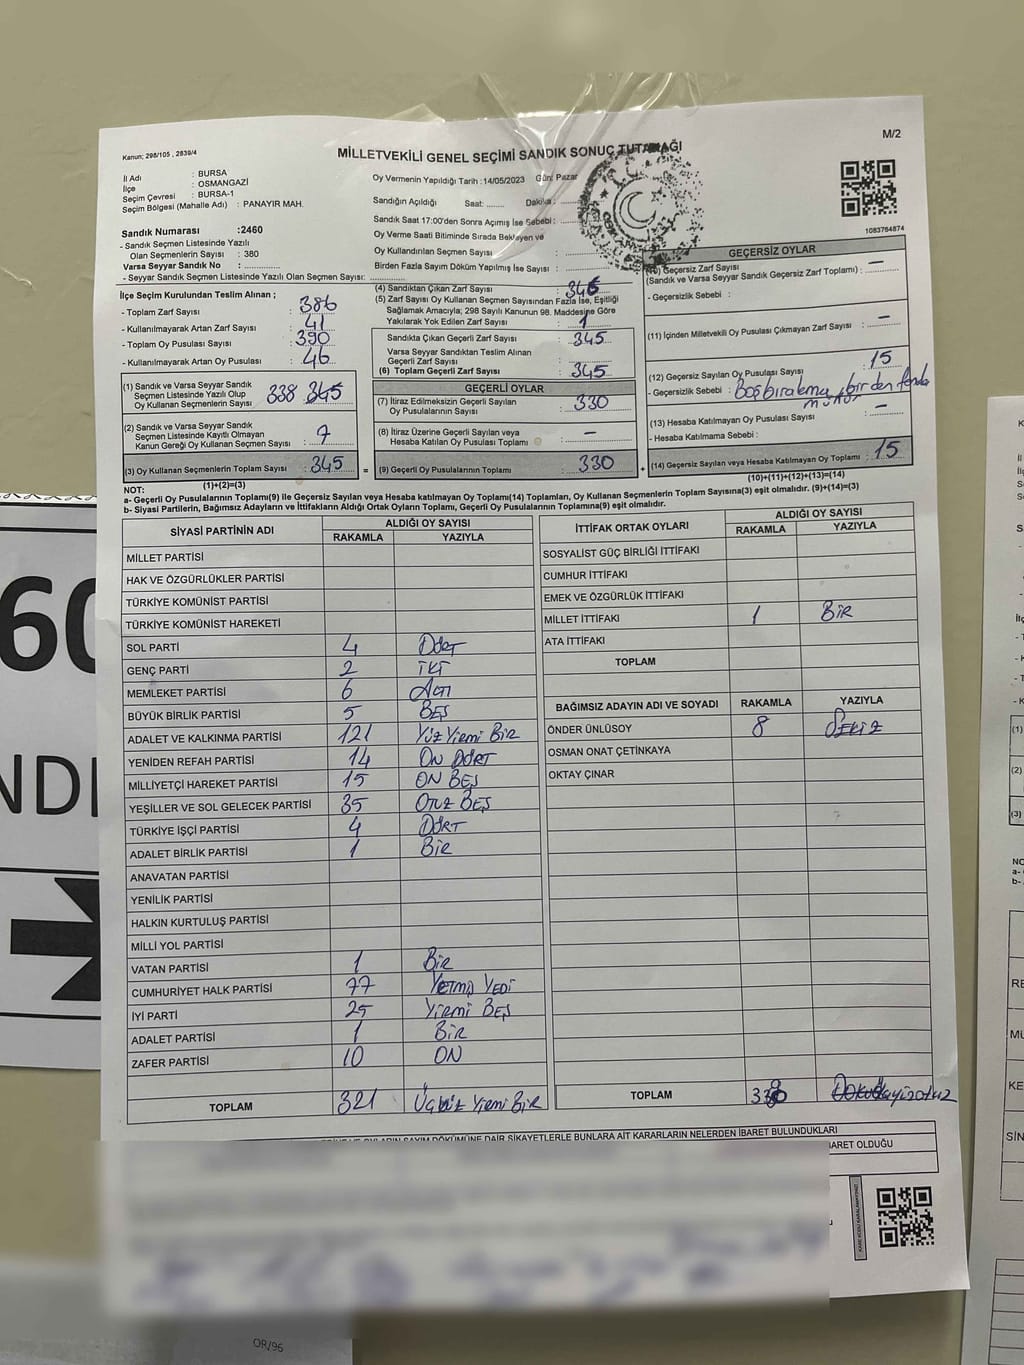 M/2
Kanun; 298/105 , 2839/4
MİLLETVEKİLİ GENEL SEÇİMİ SANDIK SONUÇ TUTANAĞI
İl Adı : BURSA
İlçe : OSMANGAZİ
Seçim Çevresi : BURSA-1
Seçim Bölgesi (Mahalle Adı) : PANAYIR MAH.
Oy Vermenin Yapıldığı Tarih :14/05/2023 Gün: Pazar
Sandığın Açıldığı Saat: ....... Dakika :
Sandık Saat 17:00'den Sonra Açımış İse Sebebi :
Oy Verme Saati Bitiminde Sırada Bekleyen ve
Oy Kullandırılan Seçmen Sayısı :
Birden Fazla Sayım Döküm Yapılmış İse Sayısı :
1083764874
Sandık Numarası :2460
- Sandık Seçmen Listesinde Yazılı
Olan Seçmenlerin Sayısı : 380
Varsa Seyyar Sandık No :
- Seyyar Sandık Seçmen Listesinde Yazılı Olan Seçmen Sayısı:
İlçe Seçim Kurulundan Teslim Alınan ;
- Toplam Zarf Sayısı : 386
- Kullanılmayarak Artan Zarf Sayısı : 41
- Toplam Oy Pusulası Sayısı : 390
- Kullanılmayarak Artan Oy Pusulası : 46
(1) Sandık ve Varsa Seyyar Sandık
Seçmen Listesinde Yazılı Olup
Oy Kullanan Seçmenlerin Sayısı : 338 345
(2) Sandık ve Varsa Seyyar Sandık
Seçmen Listesinde Kayıtlı Olmayan
Kanun Gereği Oy Kullanan Seçmen Sayısı : 7
(3) Oy Kullanan Seçmenlerin Toplam Sayısı : 345
(1)+(2)=(3)
(4) Sandıktan Çıkan Zarf Sayısı : 346
(5) Zarf Sayısı Oy Kullanan Seçmen Sayısından Fazla İse, Eşitliği
Sağlamak Amacıyla; 298 Sayılı Kanunun 98. Maddesine Göre
Yakılarak Yok Edilen Zarf Sayısı : 1
Sandıkta Çıkan Geçerli Zarf Sayısı : 345
Varsa Seyyar Sandıktan Teslim Alınan
Geçerli Zarf Sayısı :
(6) Toplam Geçerli Zarf Sayısı : 345
GEÇERLİ OYLAR
(7) İtiraz Edilmeksizin Geçerli Sayılan
Oy Pusulalarının Sayısı : 330
(8) İtiraz Üzerine Geçerli Sayılan veya
Hesaba Katılan Oy Pusulası Toplamı : -
= (9) Geçerli Oy Pusulalarının Toplamı : 330
GEÇERSİZ OYLAR
(10) Geçersiz Zarf Sayısı
(Sandık ve Varsa Seyyar Sandık Geçersiz Zarf Toplamı) : -
- Geçersizlik Sebebi :
(11) İçinden Milletvekili Oy Pusulası Çıkmayan Zarf Sayısı : -
(12) Geçersiz Sayılan Oy Pusulası Sayısı : 15
- Geçersizlik Sebebi : Boş bırakma, birden fazla
mühür
(13) Hesaba Katılmayan Oy Pusulası Sayısı : -
- Hesaba Katılmama Sebebi :
+ (14) Geçersiz Sayılan veya Hesaba Katılmayan Oy Toplamı : 15
(10)+(11)+(12)+(13)=(14)
NOT:
a- Geçerli Oy Pusulalarının Toplamı(9) ile Geçersiz Sayılan veya Hesaba katılmayan Oy Toplamı(14) Toplamları, Oy Kullanan Seçmenlerin Toplam Sayısına(3) eşit olmalıdır. (9)+(14)=(3)
b- Siyasi Partilerin, Bağımsız Adayların ve İttifakların Aldığı Ortak Oyların Toplamı, Geçerli Oy Pusulalarının Toplamına(9) eşit olmalıdır.
SİYASİ PARTİNİN ADI ALDIĞI OY SAYISI
RAKAMLA YAZIYLA
MİLLET PARTİSİ
HAK VE ÖZGÜRLÜKLER PARTİSİ
TÜRKİYE KOMÜNİST PARTİSİ
TÜRKİYE KOMÜNİST HAREKETİ
SOL PARTİ 4 Dört
GENÇ PARTİ 2 İKİ
MEMLEKET PARTİSİ 6 Altı
BÜYÜK BİRLİK PARTİSİ 5 BEŞ
ADALET VE KALKINMA PARTİSİ 121 Yüz Yirmi Bir
YENİDEN REFAH PARTİSİ 14 ON DÖRT
MİLLİYETÇİ HAREKET PARTİSİ 15 ON BEŞ
YEŞİLLER VE SOL GELECEK PARTİSİ 35 OTUZ BEŞ
TÜRKİYE İŞÇİ PARTİSİ 4 DÖRT
ADALET BİRLİK PARTİSİ 1 BİR
ANAVATAN PARTİSİ
YENİLİK PARTİSİ
HALKIN KURTULUŞ PARTİSİ
MİLLİ YOL PARTİSİ
VATAN PARTİSİ 1 BİR
CUMHURİYET HALK PARTİSİ 77 YETMİŞ YEDİ
İYİ PARTİ 25 YİRMİ BEŞ
ADALET PARTİSİ 1 BİR
ZAFER PARTİSİ 10 ON
TOPLAM 321 Üçyüz Yirmi Bir
İTTİFAK ORTAK OYLARI ALDIĞI OY SAYISI
RAKAMLA YAZIYLA
SOSYALİST GÜÇ BİRLİĞİ İTTİFAKI
CUMHUR İTTİFAKI
EMEK VE ÖZGÜRLÜK İTTİFAKI
MİLLET İTTİFAKI 1 BİR
ATA İTTİFAKI
TOPLAM
BAĞIMSIZ ADAYIN ADI VE SOYADI RAKAMLA YAZIYLA
ÖNDER ÜNLÜSOY 8 SEKİZ
OSMAN ONAT ÇETİNKAYA
OKTAY ÇINAR
TOPLAM
SAYIM DÖKÜMÜNE DAİR ŞİKAYETLERLE BUNLARA AİT KARARLARIN NELERDEN İBARET BULUNDUKLARI
BARET OLDUĞU
60
NDI
OR/96